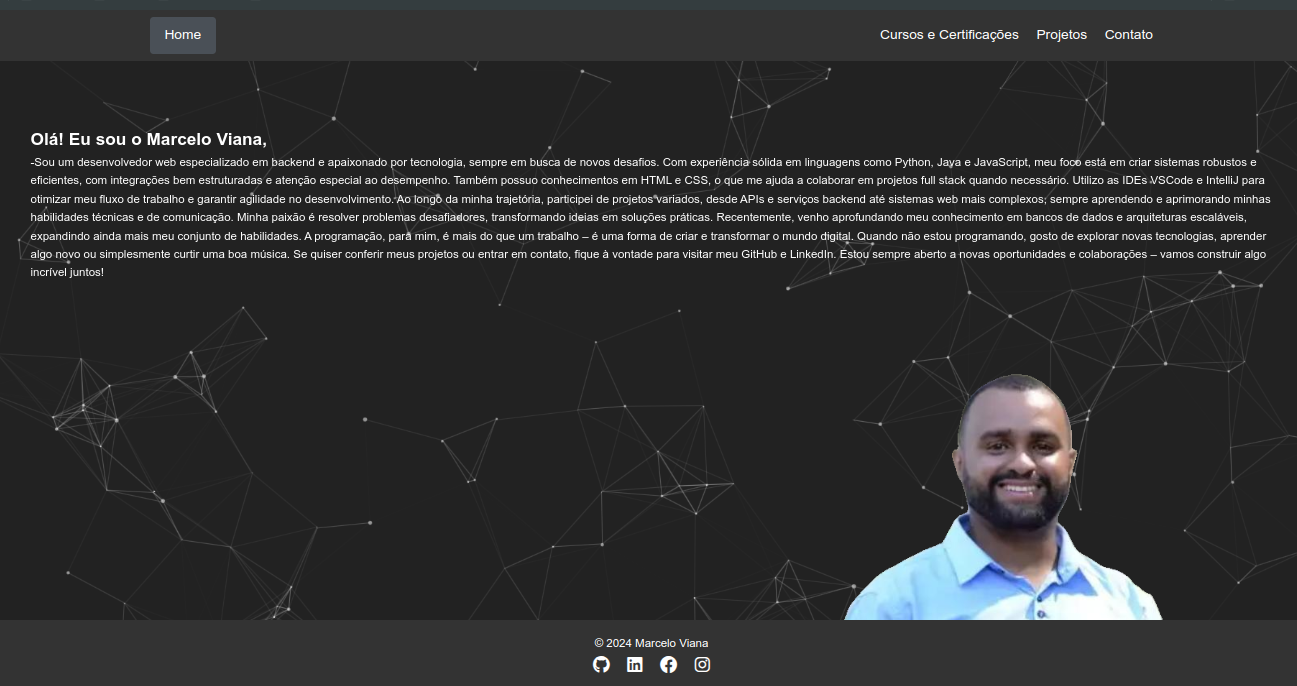 Home
Cursos e Certificações
Projetos
Contato
Olá! Eu sou o Marcelo Viana,
-Sou um desenvolvedor web especializado em backend e apaixonado por tecnologia, sempre em busca de novos desafios. Com experiência sólida em linguagens como Python, Jaya e JavaScript, meu foco está em criar sistemas robustos e
eficientes, com integrações bem estruturadas e atenção especial ao desempenho. Também possuo conhecimentos em HTML e CSS, o que me ajuda a colaborar em projetos full stack quando necessário. Utilizo as IDEs VSCode e IntelliJ para
otimizar meu fluxo de trabalho e garantir agilidade no desenvolvimento. Ao longo da minha trajetória, participei de projetos variados, desde APIs e serviços backend até sistemas web mais complexos, sempre aprendendo e aprimorando minhas
habilidades técnicas e de comunicação. Minha paixão é resolver problemas desafiadores, transformando ideias em soluções práticas. Recentemente, venho aprofundando meu conhecimento em bancos de dados e arquiteturas escaláveis,
expandindo ainda mais meu conjunto de habilidades. A programação, para mim, é mais do que um trabalho – é uma forma de criar e transformar o mundo digital. Quando não estou programando, gosto de explorar novas tecnologias, aprender
algo novo ou simplesmente curtir uma boa música. Se quiser conferir meus projetos ou entrar em contato, fique à vontade para visitar meu GitHub e LinkedIn. Estou sempre aberto a novas oportunidades e colaborações – vamos construir algo
incrível juntos!
© 2024 Marcelo Viana